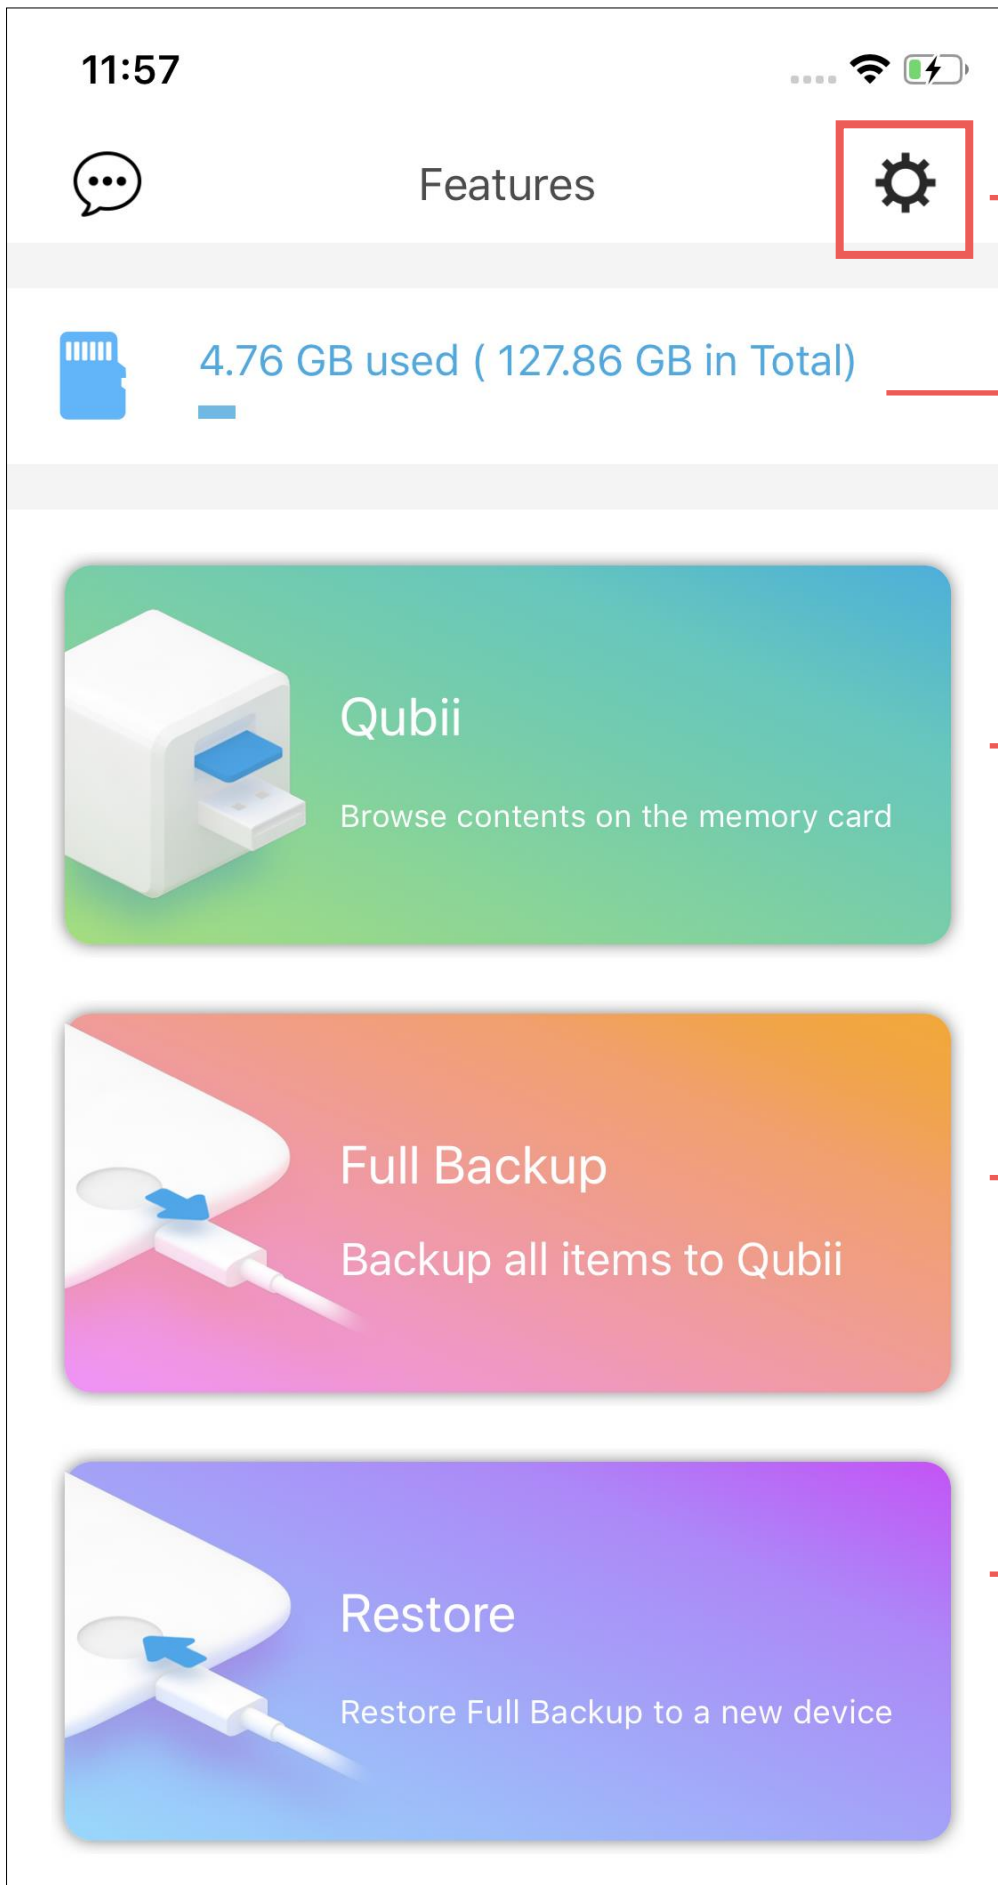 11:57
Features
4.76 GB used ( 127.86 GB in Total)
Qubii
Browse contents on the memory card
Full Backup
Backup all items to Qubii
Restore
Restore Full Backup to a new device